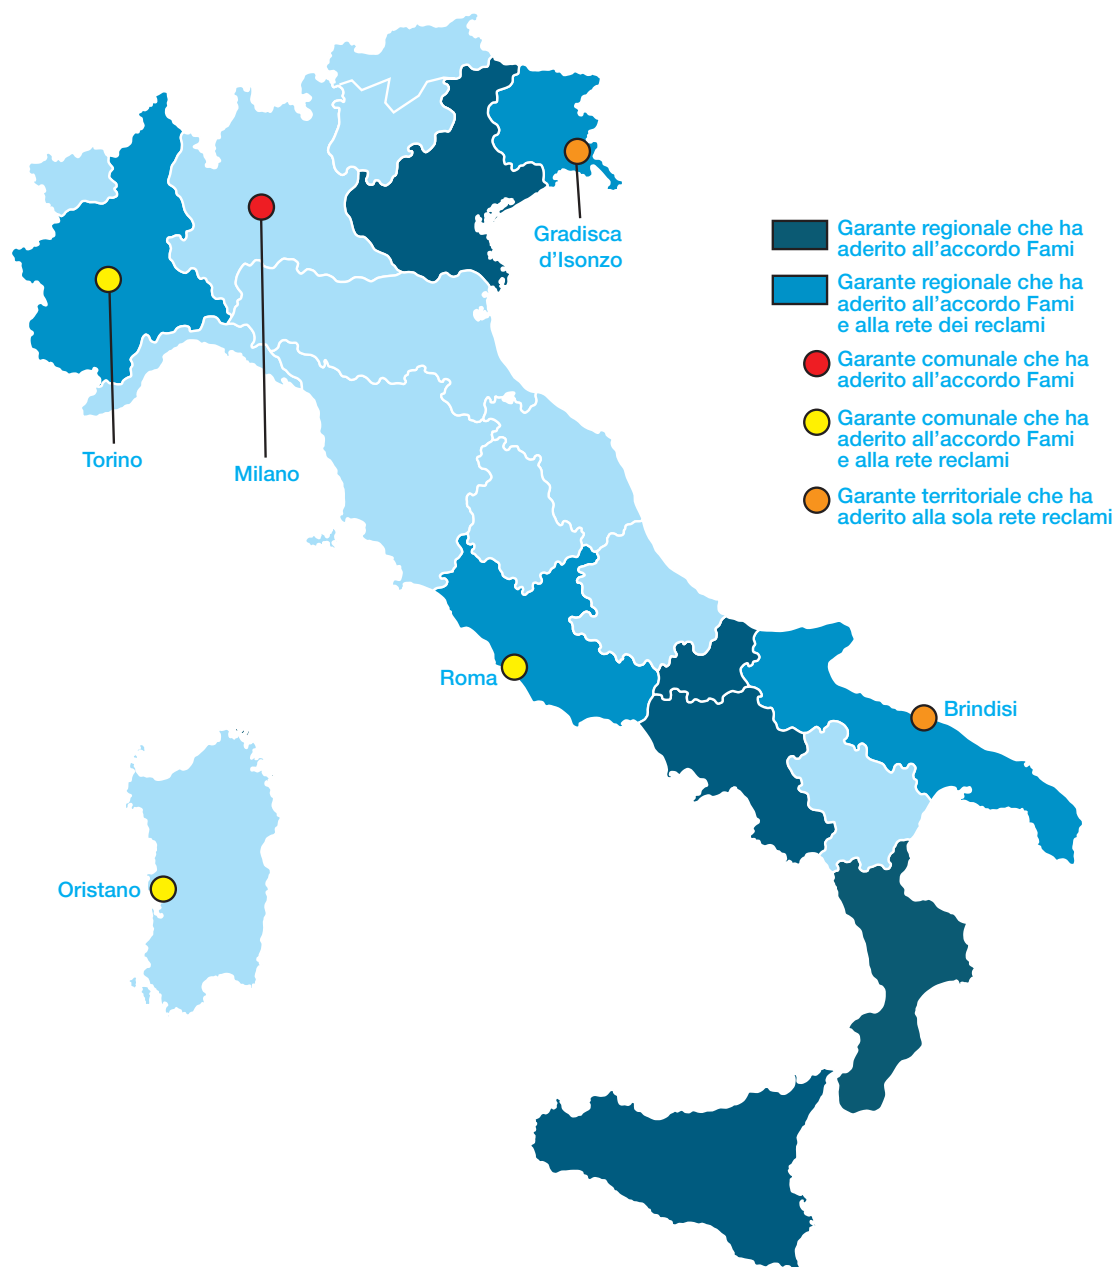 Gradisca
d'Isonzo
Garante regionale che ha
aderito all'accordo Fami
Garante regionale che ha
aderito all'accordo Fami
e alla rete dei reclami
Garante comunale che ha
aderito all'accordo Fami
Garante comunale che ha
aderito all'accordo Fami
e alla rete reclami
Garante territoriale che ha
aderito alla sola rete reclami
Torino
Milano
Roma
Brindisi
Oristano